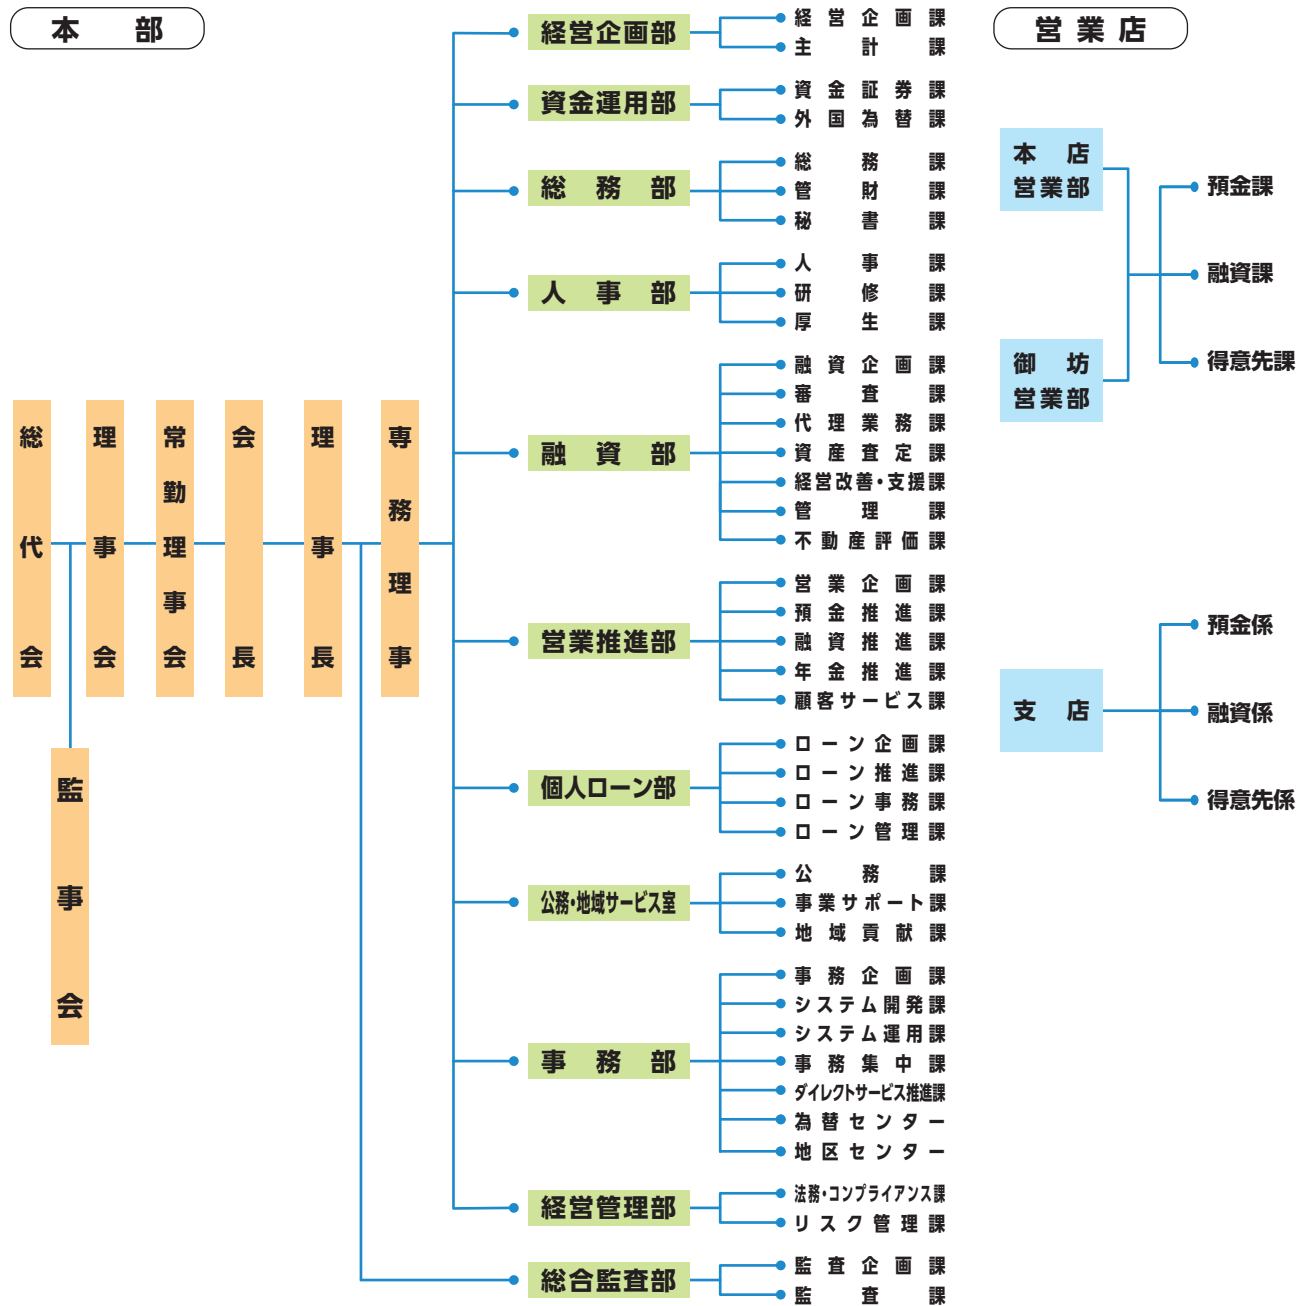 本部
総代会
監事会
理事会
常勤理事会
会長
理事長
専務理事
経営企画部
経営企画課
主計課
資金運用部
資金証券課
外国為替課
総務部
総務課
管財課
秘書課
人事部
人事課
研修課
厚生課
融資部
融資企画課
審査課
代理業務課
資産査定課
経営改善・支援課
管理課
不動産評価課
営業推進部
営業企画課
預金推進課
融資推進課
年金推進課
顧客サービス課
個人ローン部
ローン企画課
ローン推進課
ローン事務課
ローン管理課
公務・地域サービス室
公務課
事業サポート課
地域貢献課
事務部
事務企画課
システム開発課
システム運用課
事務集中課
ダイレクトサービス推進課
為替センター
地区センター
経営管理部
法務・コンプライアンス課
リスク管理課
総合監査部
監査企画課
監査課
営業店
本店
営業部
御坊
営業部
預金課
融資課
得意先課
支店
預金係
融資係
得意先係